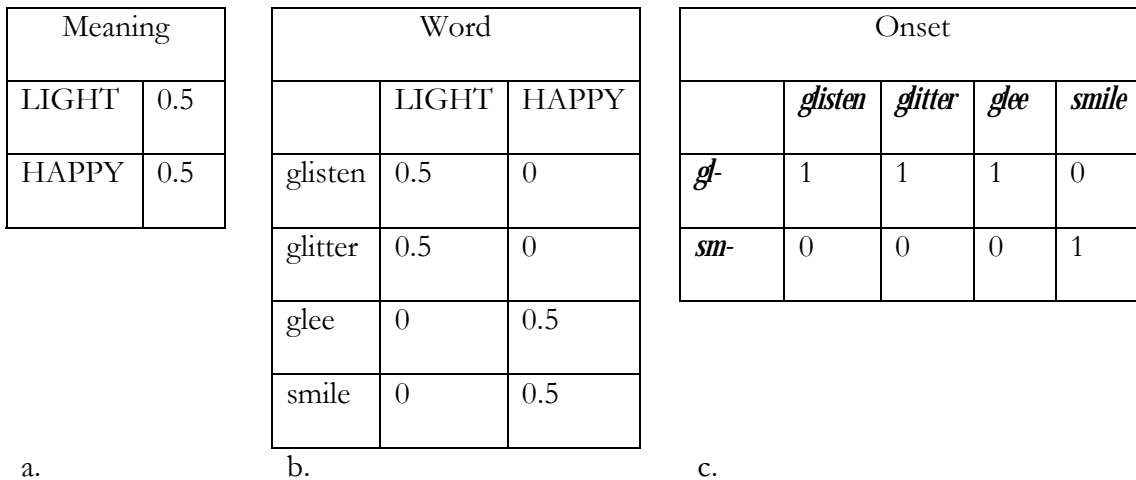 Meaning
LIGHT 0.5
HAPPY 0.5
a.
Word
LIGHT HAPPY
glisten 0.5 0
glitter 0.5 0
glee 0 0.5
smile 0 0.5
b.
Onset
glisten glitter glee smile
gl- 1 1 1 0
sm- 0 0 0 1
c.